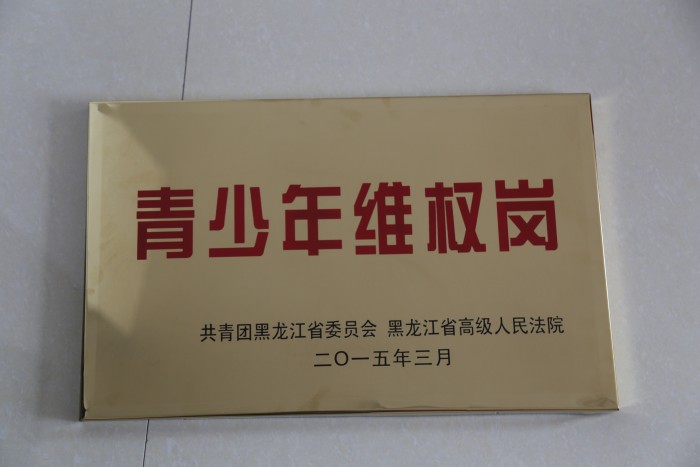 青少年维权岗
共青团黑龙江省委员会 黑龙江省高级人民法院
二〇一五年三月